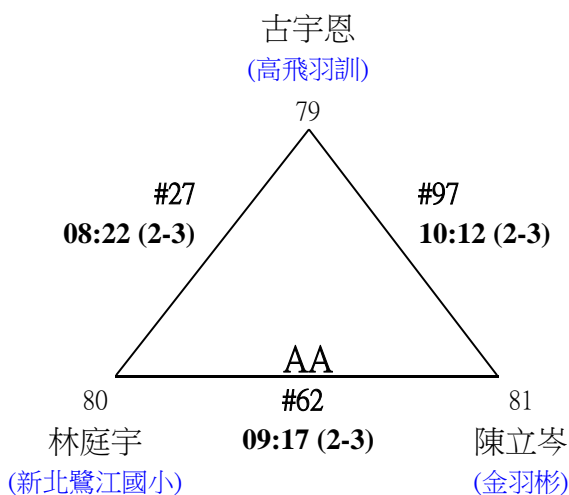 古宇恩
(高飛羽訓)
79
#27
#97
08:22 (2-3)
10:12 (2-3)
AA
80
#62
81
林庭宇
09:17 (2-3)
陳立岑
(新北鷺江國小)
(金羽彬)